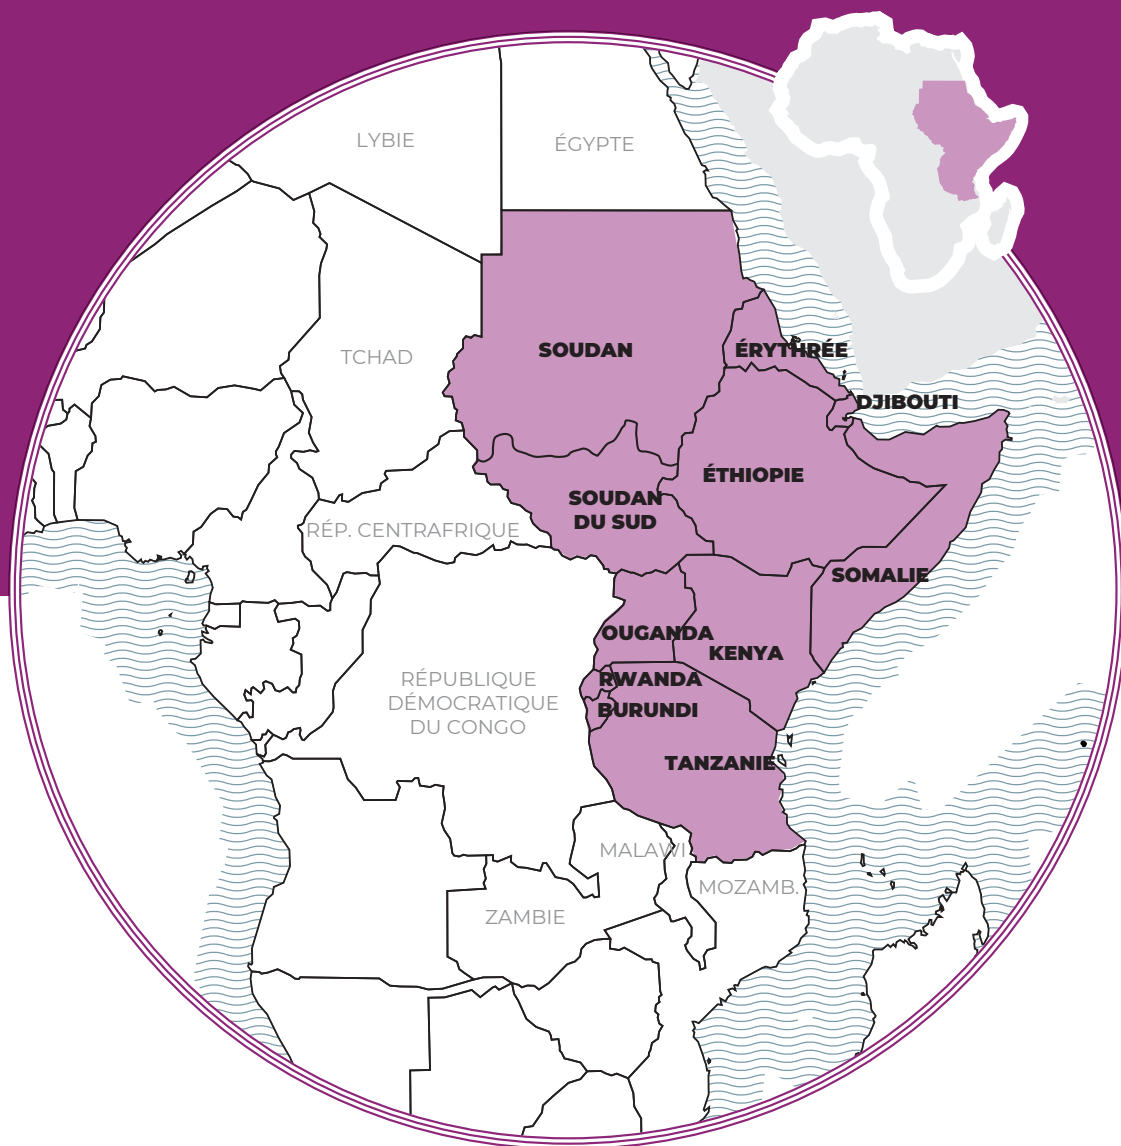 LYBIE
ÉGYPTE
TCHAD
SOUDAN
ÉRYTHRÉE
DJIBOUTI
ÉTHIOPIE
SOUDAN
DU SUD
RÉP. CENTRAFRIQUE
SOMALIE
OUGANDA
KENYA
RÉPUBLIQUE
DÉMOCRATIQUE
DU CONGO
RWANDA
BURUNDI
TANZANIE
MALAWI
MOZAMB.
ZAMBIE